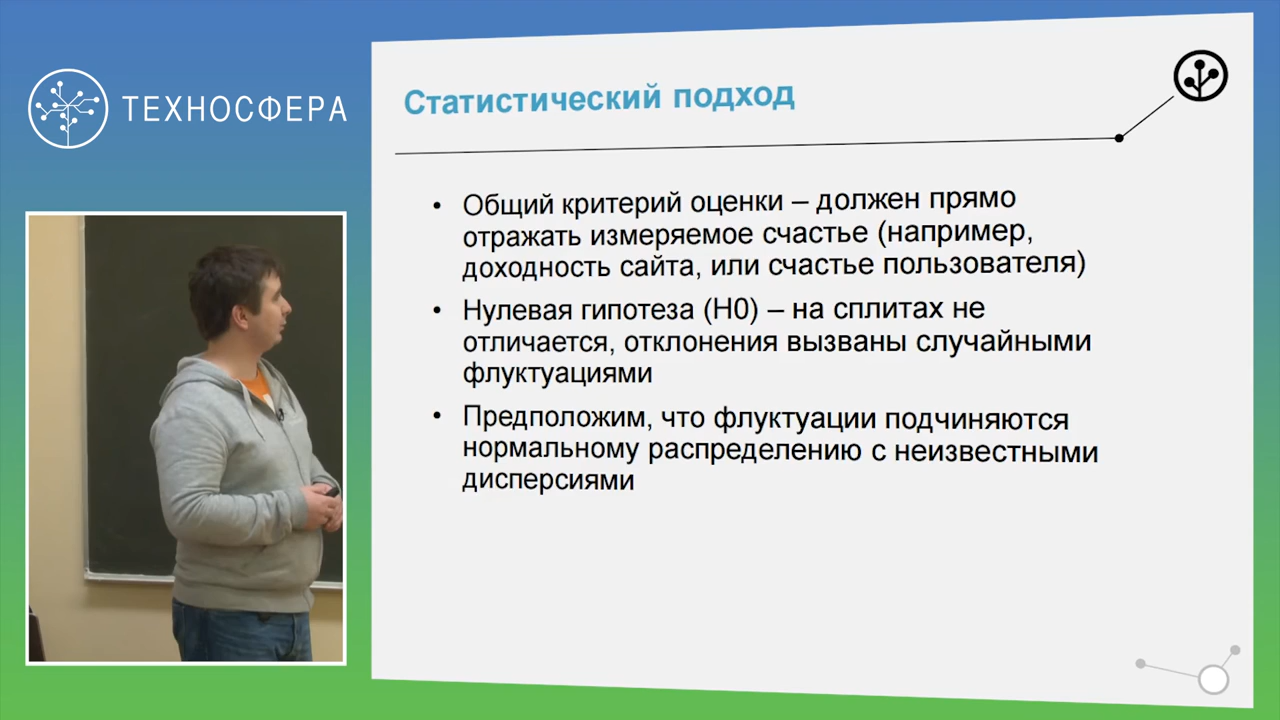 ТЕХНОСФЕРА
Статистический подход
• Общий критерий оценки – должен прямо
отражать измеряемое счастье (например,
доходность сайта, или счастье пользователя)
• Нулевая гипотеза (H0) – на сплитах не
отличается, отклонения вызваны случайными
флуктуациями
• Предположим, что флуктуации подчиняются
нормальному распределению с неизвестными
дисперсиями